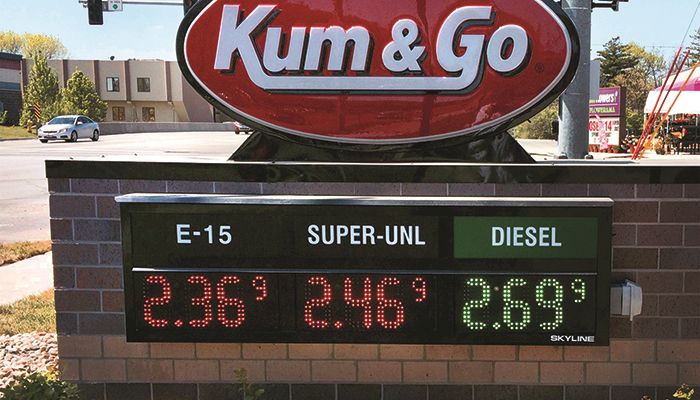 Kum & Go
E-15 SUPER-UNL DIESEL
2.36 9 2.46 9 2.69 9
SKYLINE